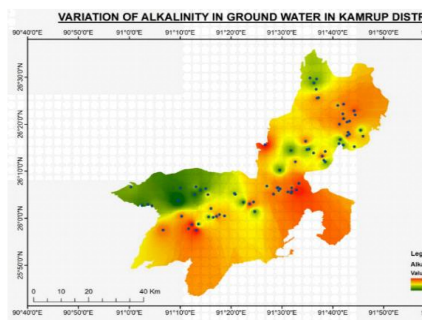 VARIATION OF ALKALINITY IN GROUND WATER IN KAMRUP DISTR
90°40'0"E 90°50'0"E 91°0'0"E 91°10'0"E 91°20'0"E 91°30'0"E 91°40'0"E 91°50'0"E
26°30'0"N
26°20'0"N
26°10'0"N
26°0'0"N
25°50'0"N
Leg
Alka
Valu
0 10 20 40 Km
90°40'0"E 90°50'0"E 91°0'0"E 91°10'0"E 91°20'0"E 91°30'0"E 91°40'0"E 91°50'0"E